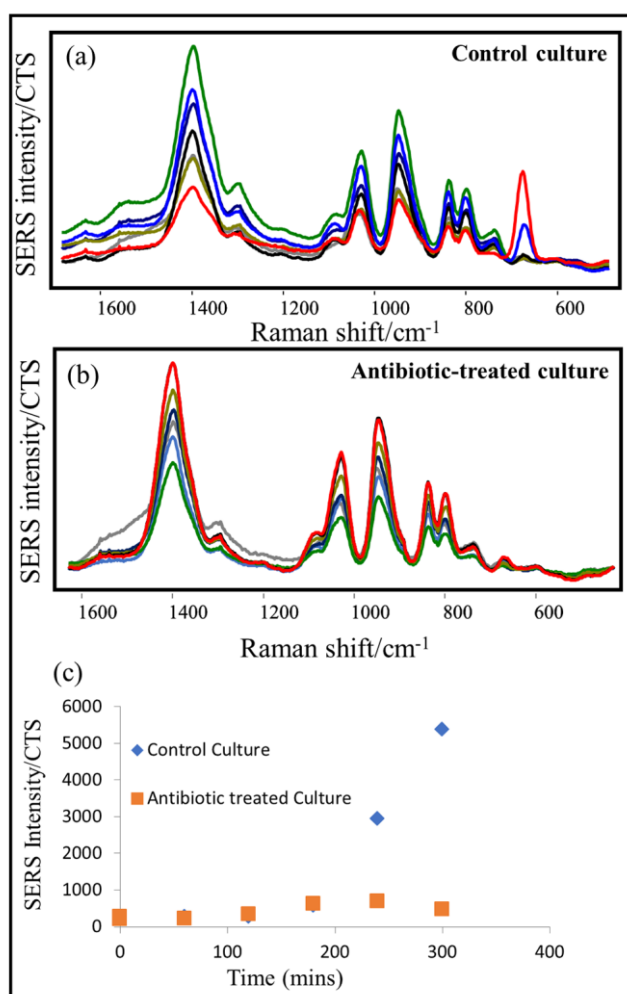 (a)
Control culture
SERS intensity/CTS
1600 1400 1200 1000 800 600
Raman shift/cm-1
(b)
Antibiotic-treated culture
SERS intensity/CTS
1600 1400 1200 1000 800 600
Raman shift/cm-1
(c)
SERS Intensity/CTS
6000
5000
4000
3000
2000
1000
0
Control Culture
Antibiotic treated Culture
0 100 200 300 400
Time (mins)